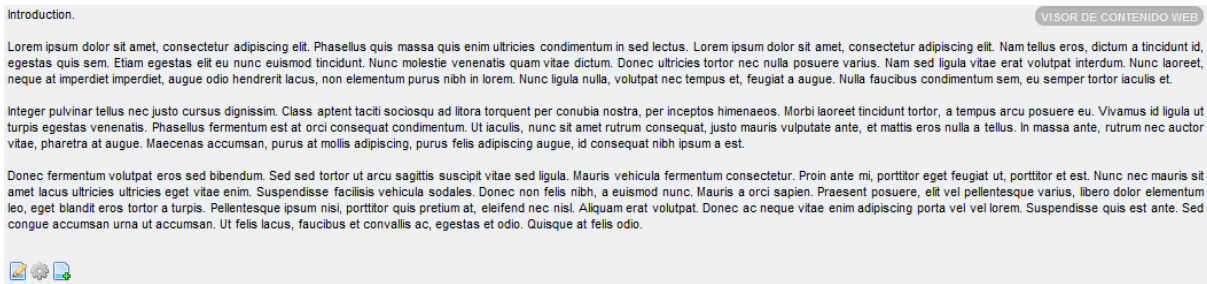 Introduction.
VISOR DE CONTENIDO WEB
Lorem ipsum dolor sit amet, consectetur adipiscing elit. Phasellus quis massa quis enim ultricies condimentum in sed lectus. Lorem ipsum dolor sit amet, consectetur adipiscing elit. Nam tellus eros, dictum a tincidunt id,
egestas quis sem. Etiam egestas elit eu nunc euismod tincidunt. Nunc molestie venenatis quam vitae dictum. Donec ultricies tortor nec nulla posuere varius. Nam sed ligula vitae erat volutpat interdum. Nunc laoreet,
neque at imperdiet imperdiet, augue odio hendrerit lacus, non elementum purus nibh in lorem. Nunc ligula nulla, volutpat nec tempus et, feugiat a augue. Nulla faucibus condimentum sem, eu semper tortor iaculis et.
Integer pulvinar tellus nec justo cursus dignissim. Class aptent taciti sociosqu ad litora torquent per conubia nostra, per inceptos himenaeos. Morbi laoreet tincidunt tortor, a tempus arcu posuere eu. Vivamus id ligula ut
turpis egestas venenatis. Phasellus fermentum est at orci consequat condimentum. Ut iaculis, nunc sit amet rutrum consequat, justo mauris vulputate ante, et mattis eros nulla a tellus. In massa ante, rutrum nec auctor
vitae, pharetra at augue. Maecenas accumsan, purus at mollis adipiscing, purus felis adipiscing augue, id consequat nibh ipsum a est.
Donec fermentum volutpat eros sed bibendum. Sed sed tortor ut arcu sagittis suscipit vitae sed ligula. Mauris vehicula fermentum consectetur. Proin ante mi, porttitor eget feugiat ut, porttitor et est. Nunc nec mauris sit
amet lacus ultricies ultricies eget vitae enim. Suspendisse facilisis vehicula sodales. Donec non felis nibh, a euismod nunc. Mauris a orci sapien. Praesent posuere, elit vel pellentesque varius, libero dolor elementum
leo, eget blandit eros tortor a turpis. Pellentesque ipsum nisi, porttitor quis pretium at, eleifend nec nisl. Aliquam erat volutpat. Donec ac neque vitae enim adipiscing porta vel vel lorem. Suspendisse quis est ante. Sed
congue accumsan urna ut accumsan. Ut felis lacus, faucibus et convallis ac, egestas et odio. Quisque at felis odio.